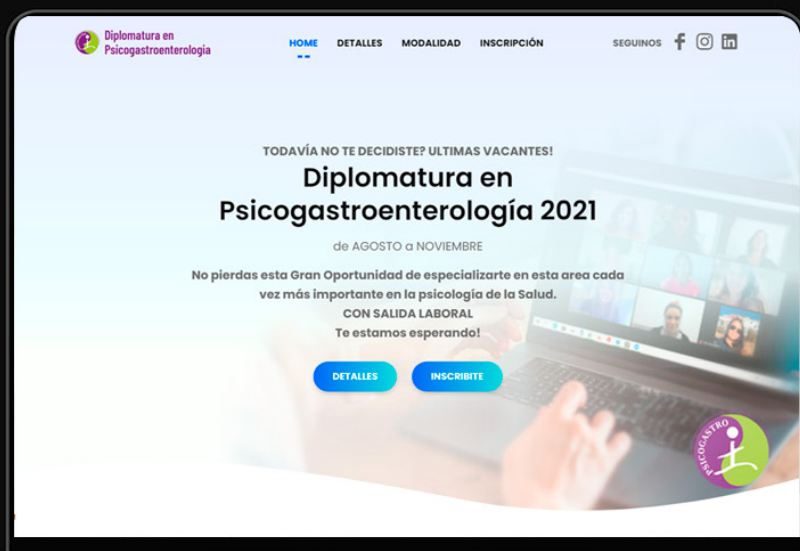 Diplomatura en
Psicogastroenterologia
HOME DETALLES MODALIDAD INSCRIPCIÓN SEGUINOS
TODAVÍA NO TE DECIDISTE? ULTIMAS VACANTES!
Diplomatura en
Psicogastroenterología 2021
de AGOSTO a NOVIEMBRE
No pierdas esta Gran Oportunidad de especializarte en esta area cada
vez más importante en la psicología de la Salud.
CON SALIDA LABORAL
Te estamos esperando!
DETALLES INSCRIBITE
PSICOGASTRO